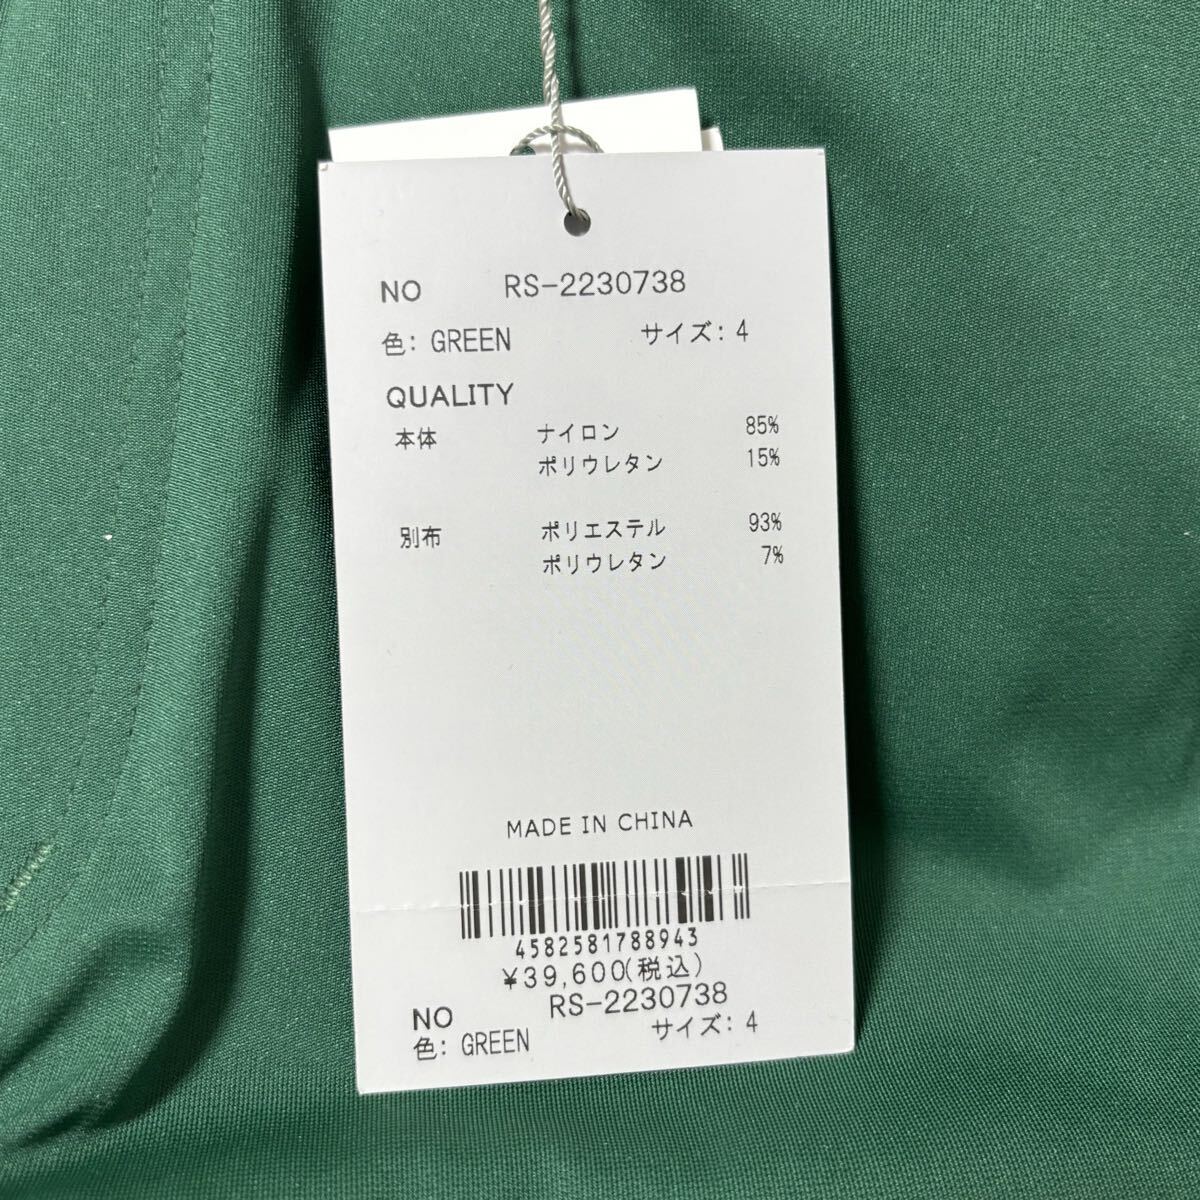 NO RS-2230738
色: GREEN サイズ: 4
QUALITY
本体 ナイロン 85%
ポリウレタン 15%
別布 ポリエステル 93%
ポリウレタン 7%
MADE IN CHINA
4582581788943
¥39,600(税込)
NO RS-2230738
色: GREEN サイズ: 4